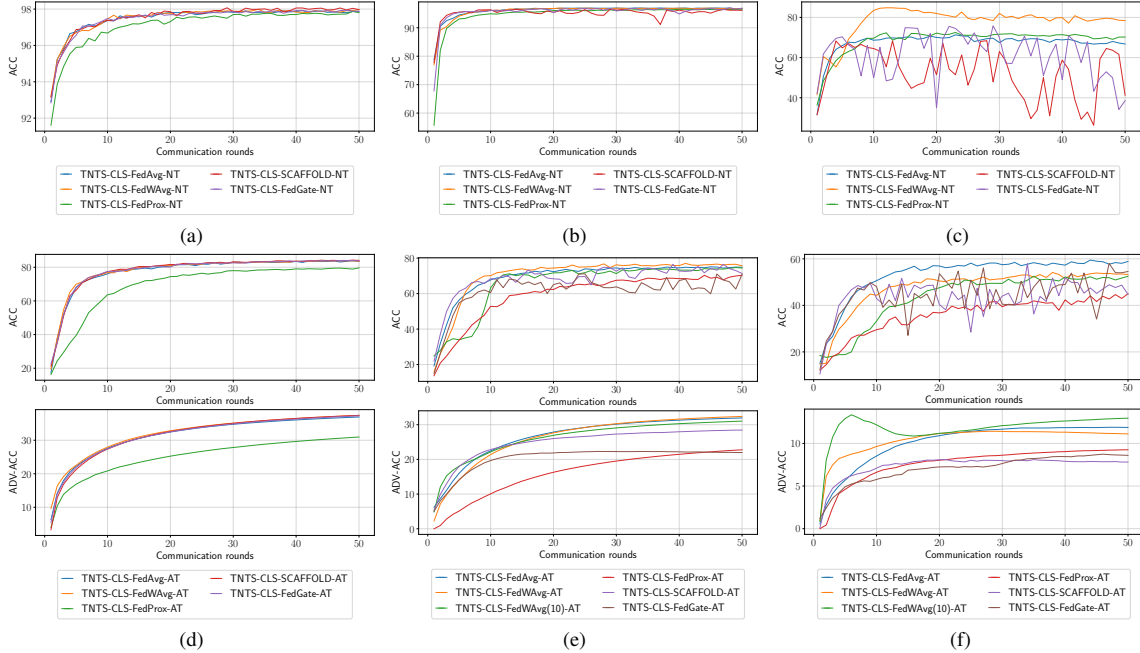 98
96
94
92
ACC
0 10 20 30 40 50
Communication rounds
TNTS-CLS-FedAvg-NT TNTS-CLS-SCAFFOLD-NT
TNTS-CLS-FedWAvg-NT TNTS-CLS-FedGate-NT
TNTS-CLS-FedProx-NT
(a)
90
80
70
60
ACC
0 10 20 30 40 50
Communication rounds
TNTS-CLS-FedAvg-NT TNTS-CLS-SCAFFOLD-NT
TNTS-CLS-FedWAvg-NT TNTS-CLS-FedGate-NT
TNTS-CLS-FedProx-NT
(b)
80
60
40
ACC
0 10 20 30 40 50
Communication rounds
TNTS-CLS-FedAvg-NT TNTS-CLS-SCAFFOLD-NT
TNTS-CLS-FedWAvg-NT TNTS-CLS-FedGate-NT
TNTS-CLS-FedProx-NT
(c)
80
60
40
20
ACC
0 10 20 30 40 50
Communication rounds
30
20
10
ADV-ACC
0 10 20 30 40 50
Communication rounds
TNTS-CLS-FedAvg-AT TNTS-CLS-SCAFFOLD-AT
TNTS-CLS-FedWAvg-AT TNTS-CLS-FedGate-AT
TNTS-CLS-FedProx-AT
(d)
80
60
40
20
ACC
0 10 20 30 40 50
Communication rounds
30
20
10
0
ADV-ACC
0 10 20 30 40 50
Communication rounds
TNTS-CLS-FedAvg-AT TNTS-CLS-FedProx-AT
TNTS-CLS-FedWAvg-AT TNTS-CLS-SCAFFOLD-AT
TNTS-CLS-FedWAvg(10)-AT TNTS-CLS-FedGate-AT
(e)
60
40
20
ACC
0 10 20 30 40 50
Communication rounds
10
5
0
ADV-ACC
0 10 20 30 40 50
Communication rounds
TNTS-CLS-FedAvg-AT TNTS-CLS-FedProx-AT
TNTS-CLS-FedWAvg-AT TNTS-CLS-SCAFFOLD-AT
TNTS-CLS-FedWAvg(10)-AT TNTS-CLS-FedGate-AT
(f)